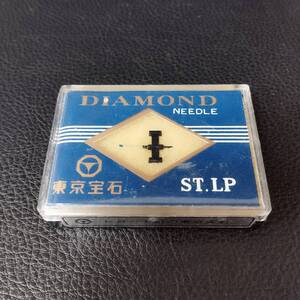 DIAMOND
NEEDLE
東京宝石
ST.LP